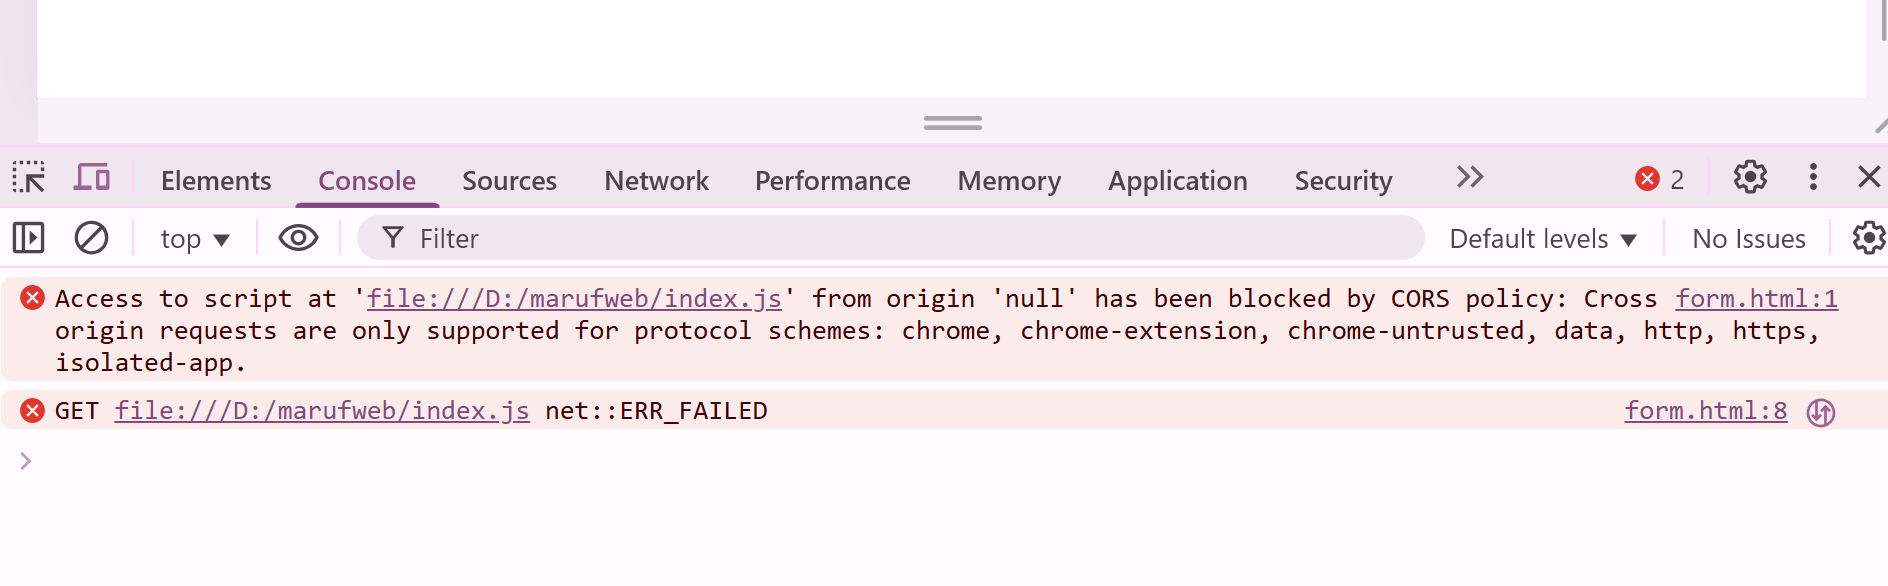 Elements Console Sources Network Performance Memory Application Security 2
top Filter Default levels No Issues
Access to script at 'file:///D:/marufweb/index.js' from origin 'null' has been blocked by CORS policy: Cross form.html:1
origin requests are only supported for protocol schemes: chrome, chrome-extension, chrome-untrusted, data, http, https,
isolated-app.
GET file:///D:/marufweb/index.js net::ERR_FAILED form.html:8